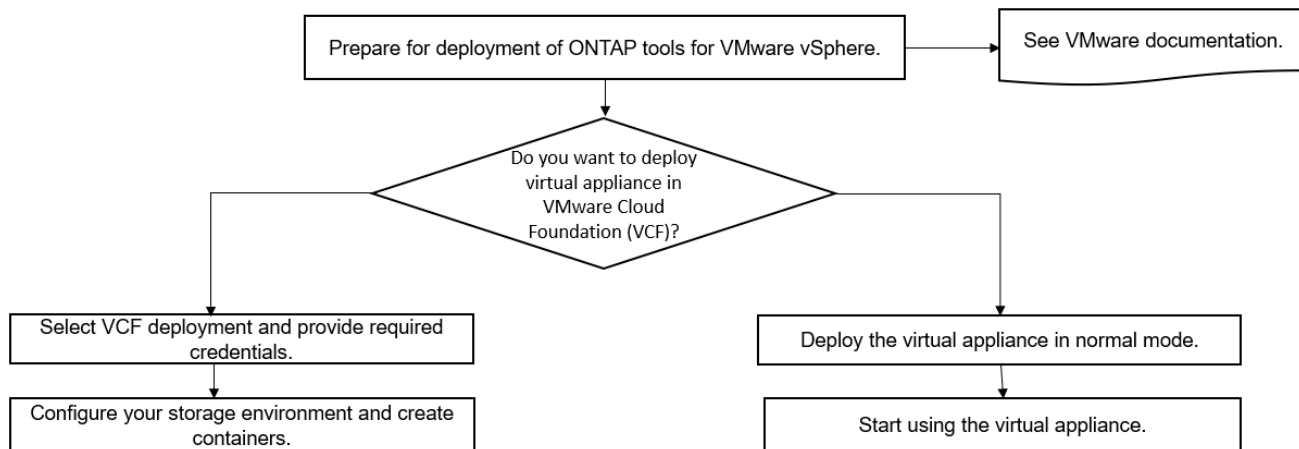 Prepare for deployment of ONTAP tools for VMware vSphere.
See VMware documentation.
Do you want to deploy
virtual appliance in
VMware Cloud
Foundation (VCF)?
Select VCF deployment and provide required
credentials.
Deploy the virtual appliance in normal mode.
Configure your storage environment and create
containers.
Start using the virtual appliance.